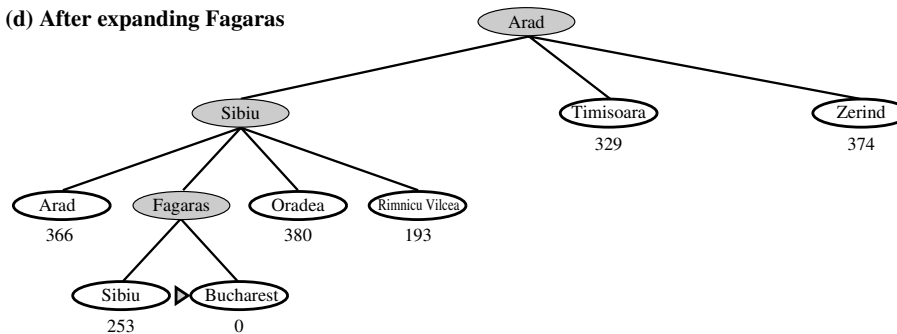 (d) After expanding Fagaras
Arad
Sibiu
Timisoara
Zerind
329
374
Arad
Fagaras
Oradea
Rimnicu Vilcea
366
380
193
Sibiu
Bucharest
253
0